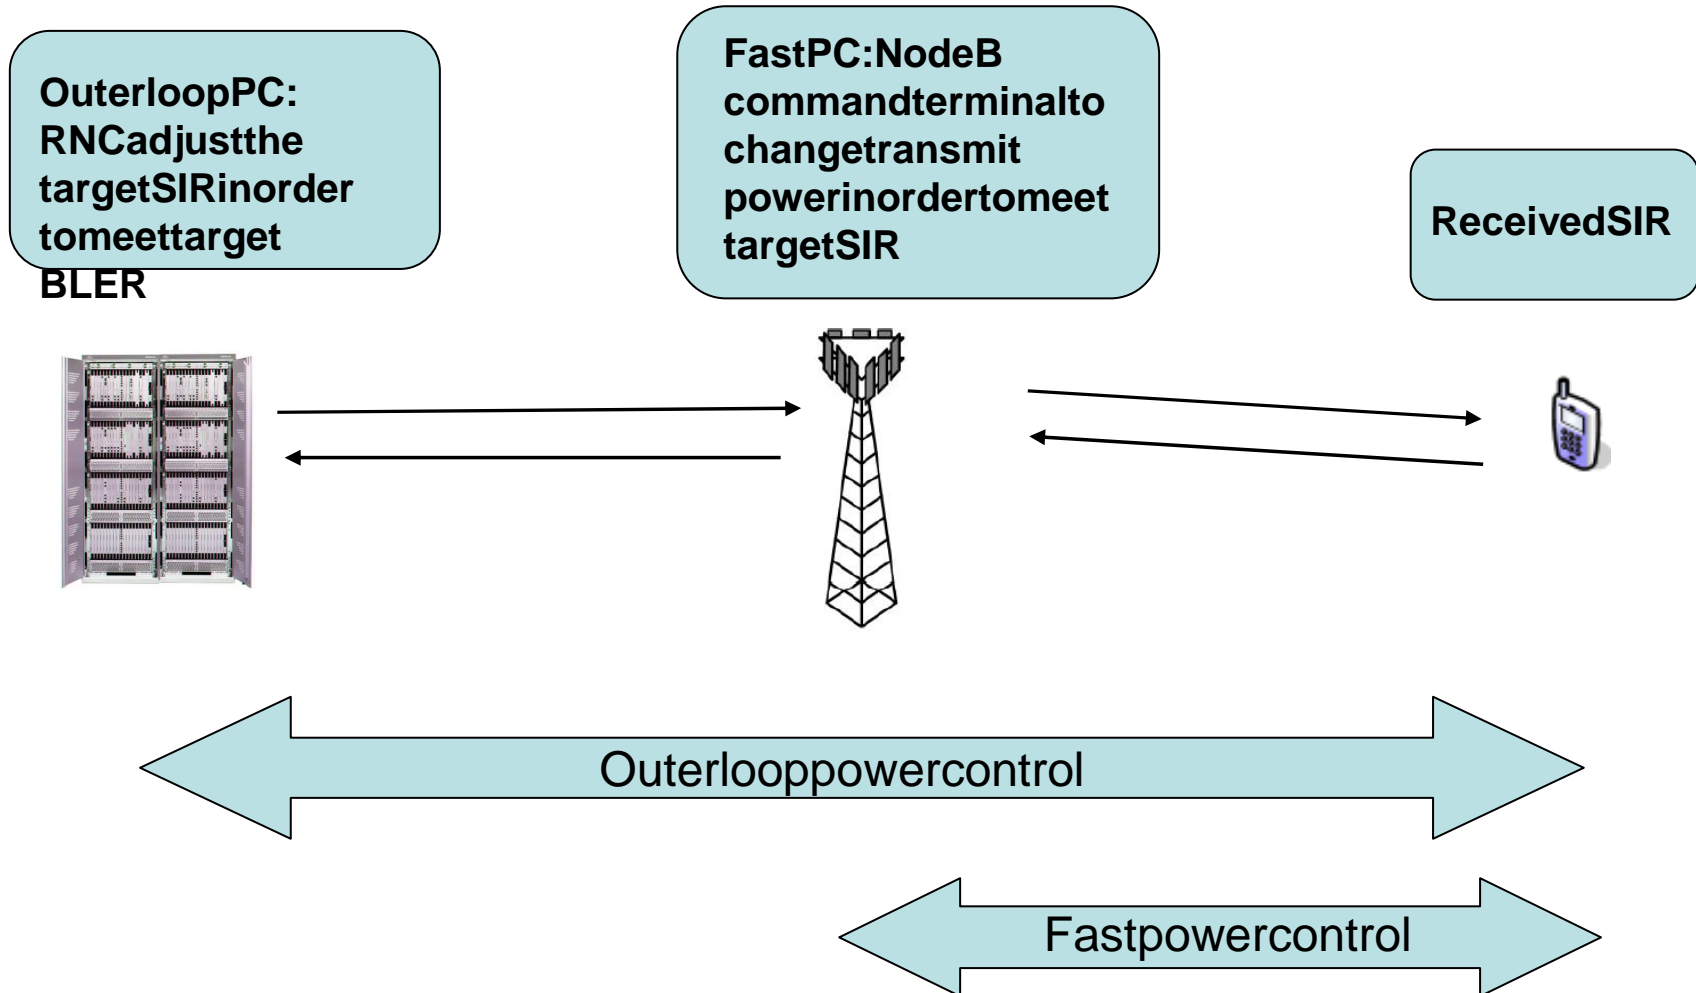 OuterloopPC:
RNCadjustthe
targetSIRinorder
tomeettarget
BLER
FastPC:NodeB
commandterminalto
changetransmit
powerinordertomeet
targetSIR
ReceivedSIR
Outerlooppowercontrol
Fastpowercontrol